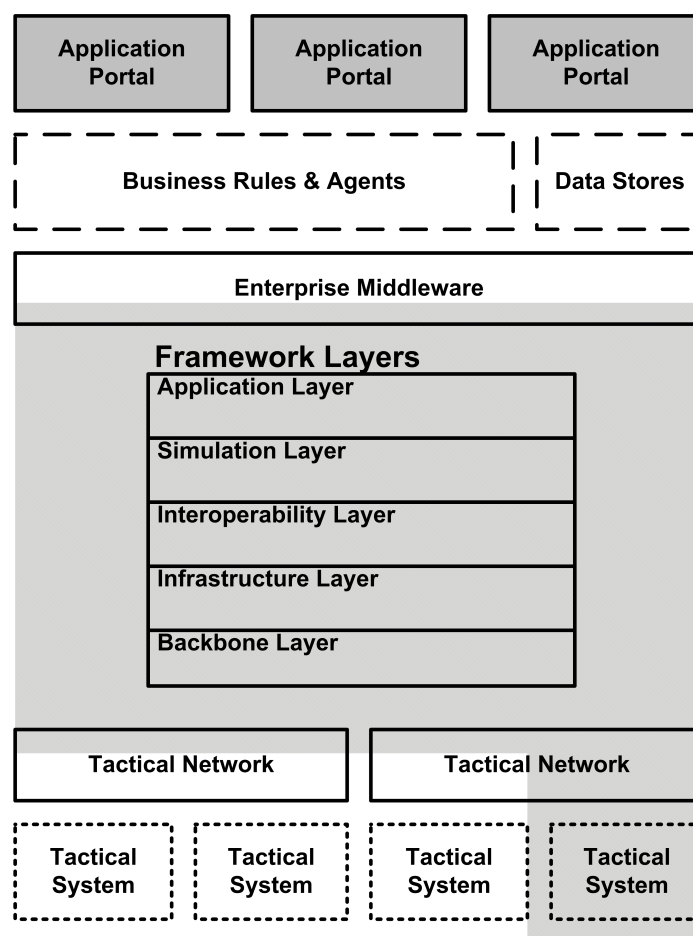 Application Application Application
Portal Portal Portal
Business Rules & Agents Data Stores
Enterprise Middleware
Framework Layers
Application Layer
Simulation Layer
Interoperability Layer
Infrastructure Layer
Backbone Layer
Tactical Network Tactical Network
Tactical Tactical Tactical Tactical
System System System System